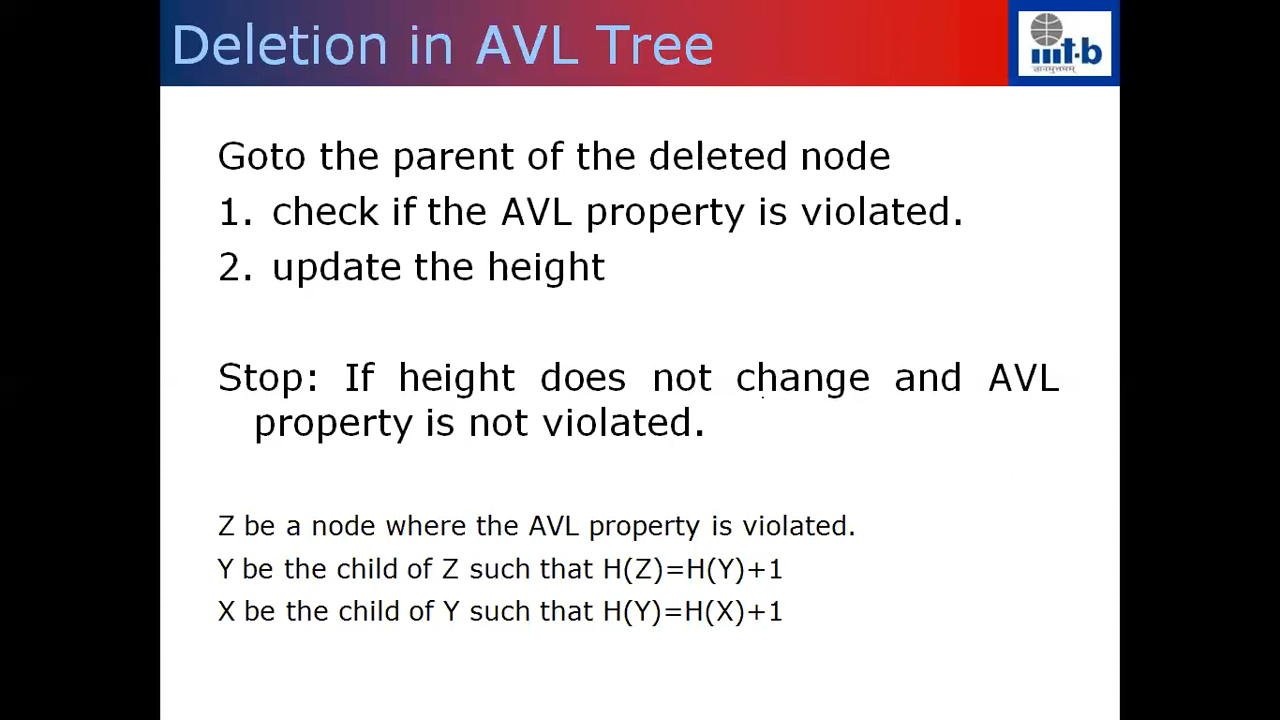 Deletion in AVL Tree
iiit-b
ज्ञानमुत्तमम्
Goto the parent of the deleted node
1. check if the AVL property is violated.
2. update the height
Stop: If height does not change and AVL
property is not violated.
Z be a node where the AVL property is violated.
Y be the child of Z such that H(Z)=H(Y)+1
X be the child of Y such that H(Y)=H(X)+1